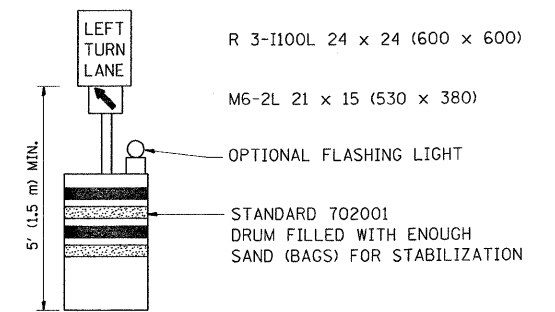 LEFT
TURN
LANE
R 3-I100L 24 x 24 (600 x 600)
M6-2L 21 x 15 (530 x 380)
5' (1.5 m) MIN.
OPTIONAL FLASHING LIGHT
STANDARD 702001
DRUM FILLED WITH ENOUGH
SAND (BAGS) FOR STABILIZATION